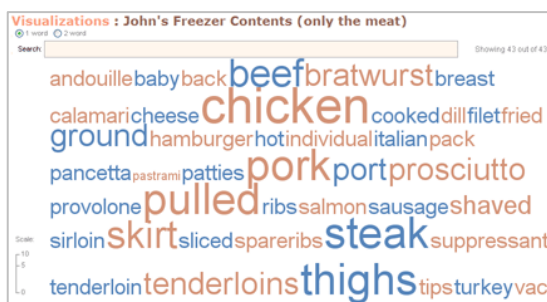 Visualizations : John's Freezer Contents (only the meat)
1 word 2 word
Search: Showing 43 out of 43
andouille baby back beef bratwurst breast
calamari cheese chicken cooked dill filet fried
ground hamburger hot individual italian pack
pancetta pastrami patties pork port prosciutto
provolone pulled ribs salmon sausage shaved
sirloin skirt sliced spareribs steak suppressant
Scale:
10
5
0
tenderloin tenderloins thighs tips turkey vac